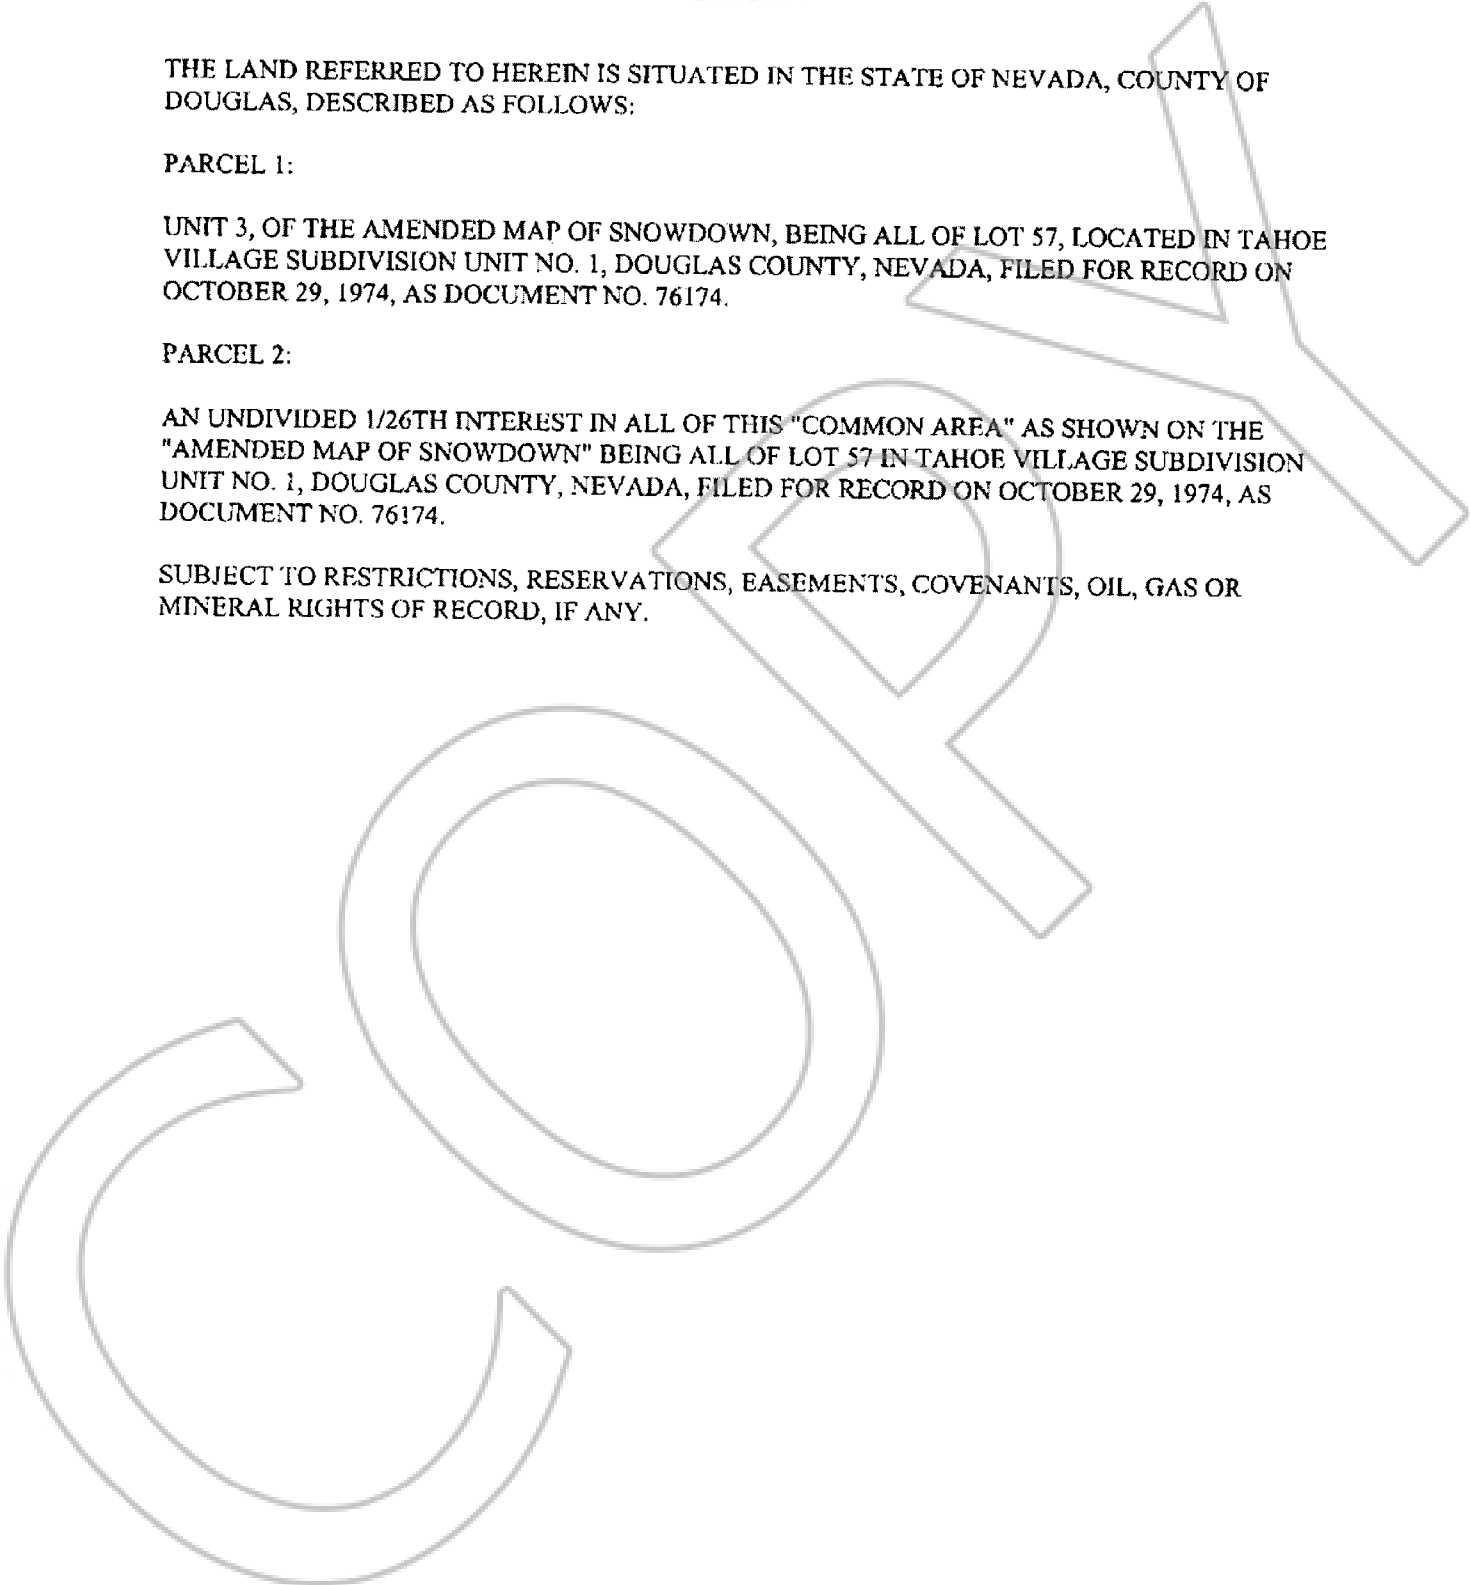 THE LAND REFERRED TO HEREIN IS SITUATED IN THE STATE OF NEVADA, COUNTY OF
DOUGLAS, DESCRIBED AS FOLLOWS:
PARCEL 1:
UNIT 3, OF THE AMENDED MAP OF SNOWDOWN, BEING ALL OF LOT 57, LOCATED IN TAHOE
VILLAGE SUBDIVISION UNIT NO. 1, DOUGLAS COUNTY, NEVADA, FILED FOR RECORD ON
OCTOBER 29, 1974, AS DOCUMENT NO. 76174.
PARCEL 2:
AN UNDIVIDED 1/26TH INTEREST IN ALL OF THIS "COMMON AREA" AS SHOWN ON THE
"AMENDED MAP OF SNOWDOWN" BEING ALL OF LOT 57 IN TAHOE VILLAGE SUBDIVISION
UNIT NO. 1, DOUGLAS COUNTY, NEVADA, FILED FOR RECORD ON OCTOBER 29, 1974, AS
DOCUMENT NO. 76174.
SUBJECT TO RESTRICTIONS, RESERVATIONS, EASEMENTS, COVENANTS, OIL, GAS OR
MINERAL RIGHTS OF RECORD, IF ANY.
COPY